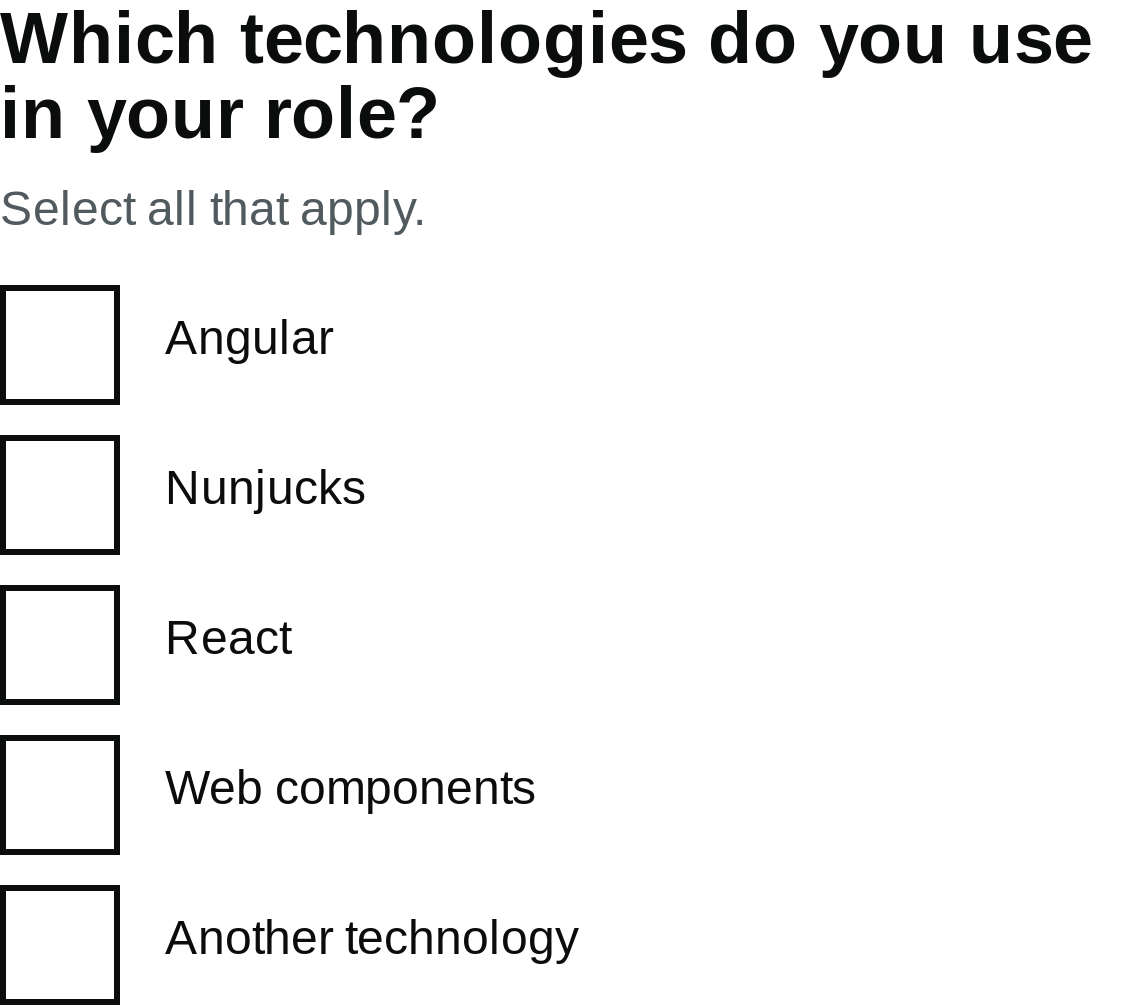 Which technologies do you use
in your role?
Select all that apply.
Angular
Nunjucks
React
Web components
Another technology